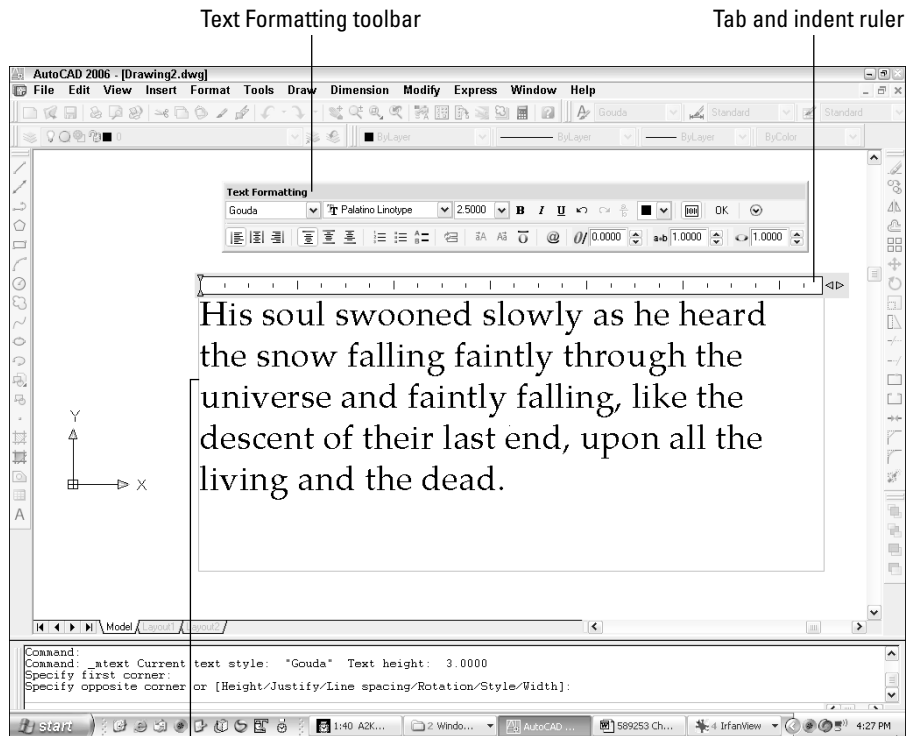 Text Formatting toolbar
Tab and indent ruler
AutoCAD 2006 - [Drawing2.dwg]
File Edit View Insert Format Tools Draw Dimension Modify Express Window Help
Gouda Standard Standard
0 ByLayer ByLayer ByLayer ByColor
Text Formatting
Gouda Palatino Linotype 2.5000 B I U OK
@ 0/ 0.0000 a•b 1.0000 1.0000
His soul swooned slowly as he heard
the snow falling faintly through the
universe and faintly falling, like the
descent of their last end, upon all the
living and the dead.
Y
X
A
Model Layout1 Layout2
Command:
Command: _mtext Current text style: "Gouda" Text height: 3.0000
Specify first corner:
Specify opposite corner or [Height/Justify/Line spacing/Rotation/Style/Width]:
start 1:40 A2K... 2 Windo... AutoCAD ... 589253 Ch... 4 IrfanView 4:27 PM